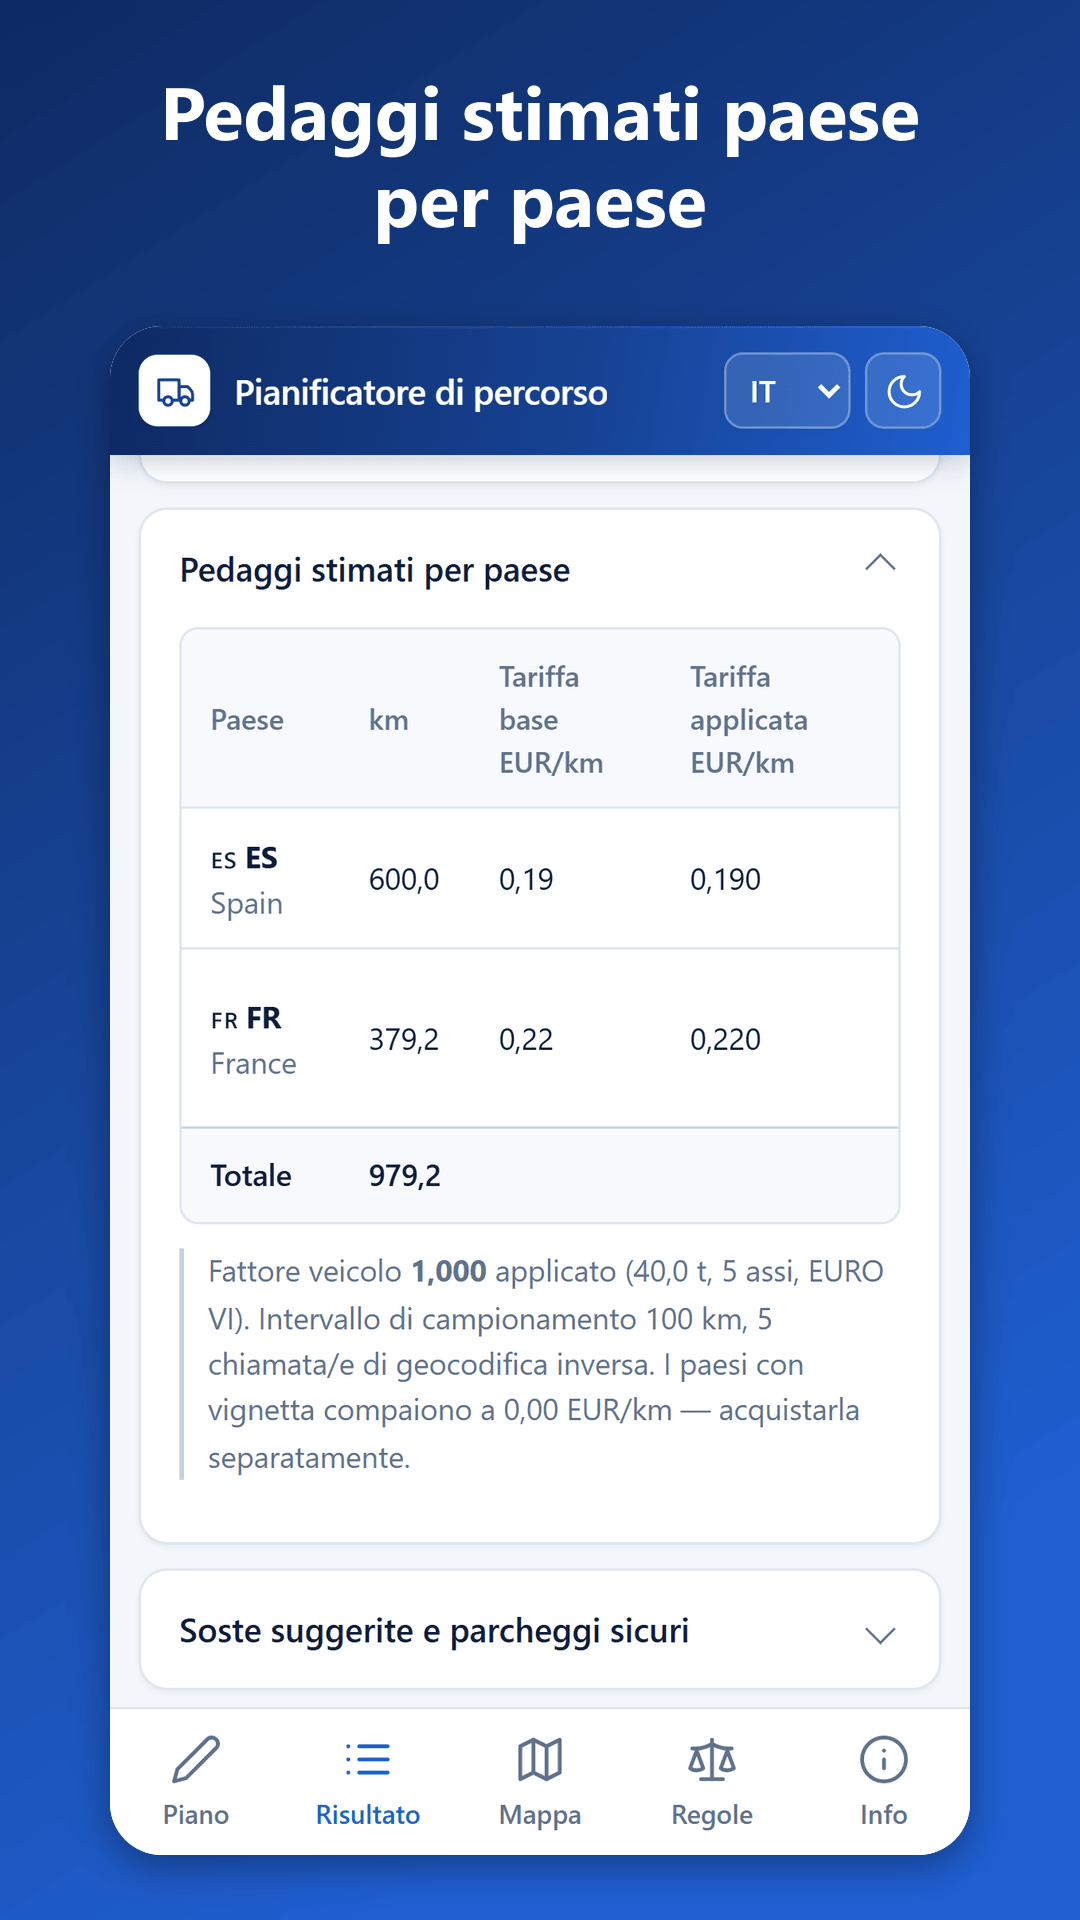 Pedaggi stimati paese
per paese
Pianificatore di percorso
IT
Pedaggi stimati per paese
Paese km Tariffa base EUR/km Tariffa applicata EUR/km
ES ES Spain 600,0 0,19 0,190
FR FR France 379,2 0,22 0,220
Totale 979,2
Fattore veicolo 1,000 applicato (40,0 t, 5 assi, EURO
VI). Intervallo di campionamento 100 km, 5
chiamata/e di geocodifica inversa. I paesi con
vignetta compaiono a 0,00 EUR/km — acquistarla
separatamente.
Soste suggerite e parcheggi sicuri
Piano Risultato Mappa Regole Info